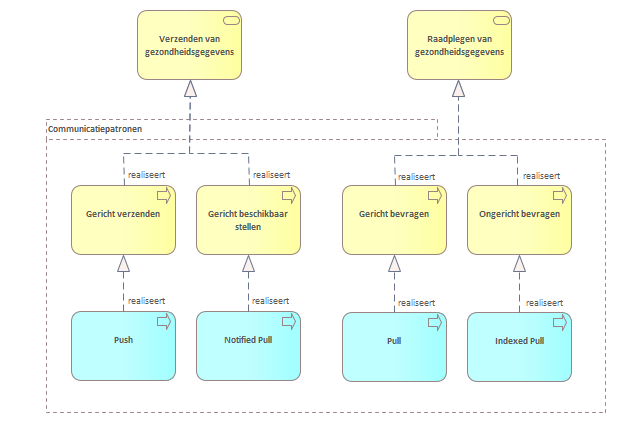 Verzenden van
gezondheidsgegevens
Raadplegen van
gezondheidsgegevens
Communicatiepatronen
realiseert
realiseert
realiseert
realiseert
Gericht verzenden
Gericht beschikbaar
stellen
Gericht bevragen
Ongericht bevragen
realiseert
realiseert
realiseert
realiseert
Push
Notified Pull
Pull
Indexed Pull